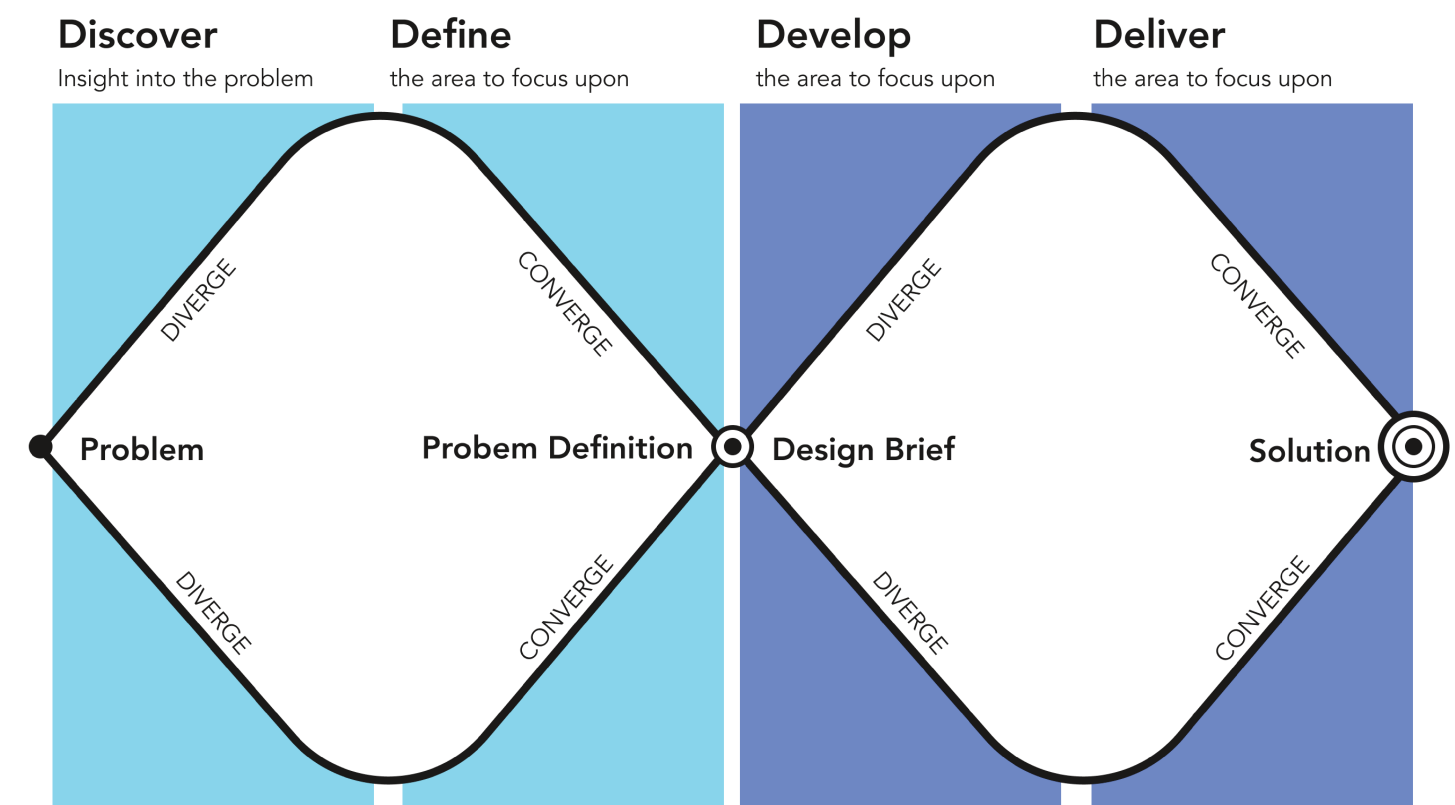 Discover
Insight into the problem
Define
the area to focus upon
Develop
the area to focus upon
Deliver
the area to focus upon
DIVERGE
CONVERGE
DIVERGE
CONVERGE
Problem
Probem Definition
Design Brief
Solution
DIVERGE
CONVERGE
DIVERGE
CONVERGE